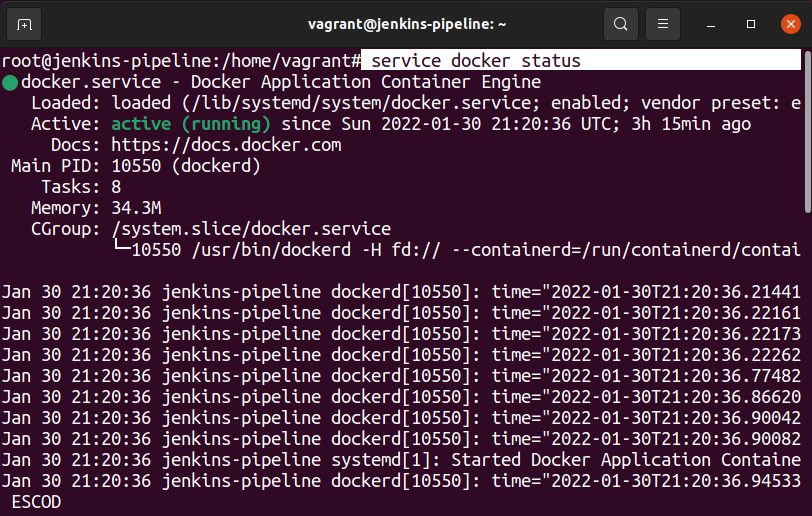 vagrant@jenkins-pipeline: ~
root@jenkins-pipeline:/home/vagrant# service docker status
● docker.service - Docker Application Container Engine
Loaded: loaded (/lib/systemd/system/docker.service; enabled; vendor preset: e
Active: active (running) since Sun 2022-01-30 21:20:36 UTC; 3h 15min ago
Docs: https://docs.docker.com
Main PID: 10550 (dockerd)
Tasks: 8
Memory: 34.3M
CGroup: /system.slice/docker.service
└─10550 /usr/bin/dockerd -H fd:// --containerd=/run/containerd/contai
Jan 30 21:20:36 jenkins-pipeline dockerd[10550]: time="2022-01-30T21:20:36.21441
Jan 30 21:20:36 jenkins-pipeline dockerd[10550]: time="2022-01-30T21:20:36.22161
Jan 30 21:20:36 jenkins-pipeline dockerd[10550]: time="2022-01-30T21:20:36.22173
Jan 30 21:20:36 jenkins-pipeline dockerd[10550]: time="2022-01-30T21:20:36.22262
Jan 30 21:20:36 jenkins-pipeline dockerd[10550]: time="2022-01-30T21:20:36.77482
Jan 30 21:20:36 jenkins-pipeline dockerd[10550]: time="2022-01-30T21:20:36.86620
Jan 30 21:20:36 jenkins-pipeline dockerd[10550]: time="2022-01-30T21:20:36.90042
Jan 30 21:20:36 jenkins-pipeline dockerd[10550]: time="2022-01-30T21:20:36.90082
Jan 30 21:20:36 jenkins-pipeline systemd[1]: Started Docker Application Containe
Jan 30 21:20:36 jenkins-pipeline dockerd[10550]: time="2022-01-30T21:20:36.94533
ESCOD